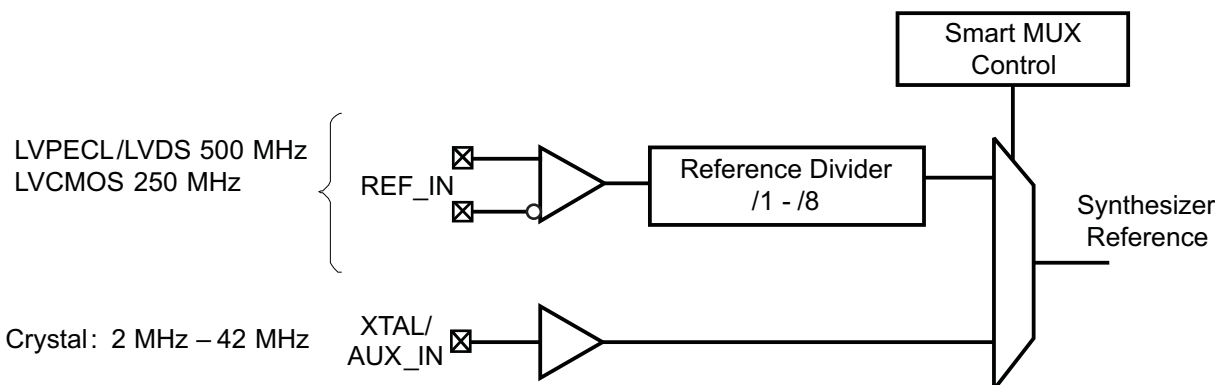 Smart MUX
Control
LVPECL/LVDS 500 MHz
LVCMOS 250 MHz
REF_IN
Reference Divider
/1 - /8
Synthesizer
Reference
Crystal: 2 MHz – 42 MHz
XTAL/
AUX_IN